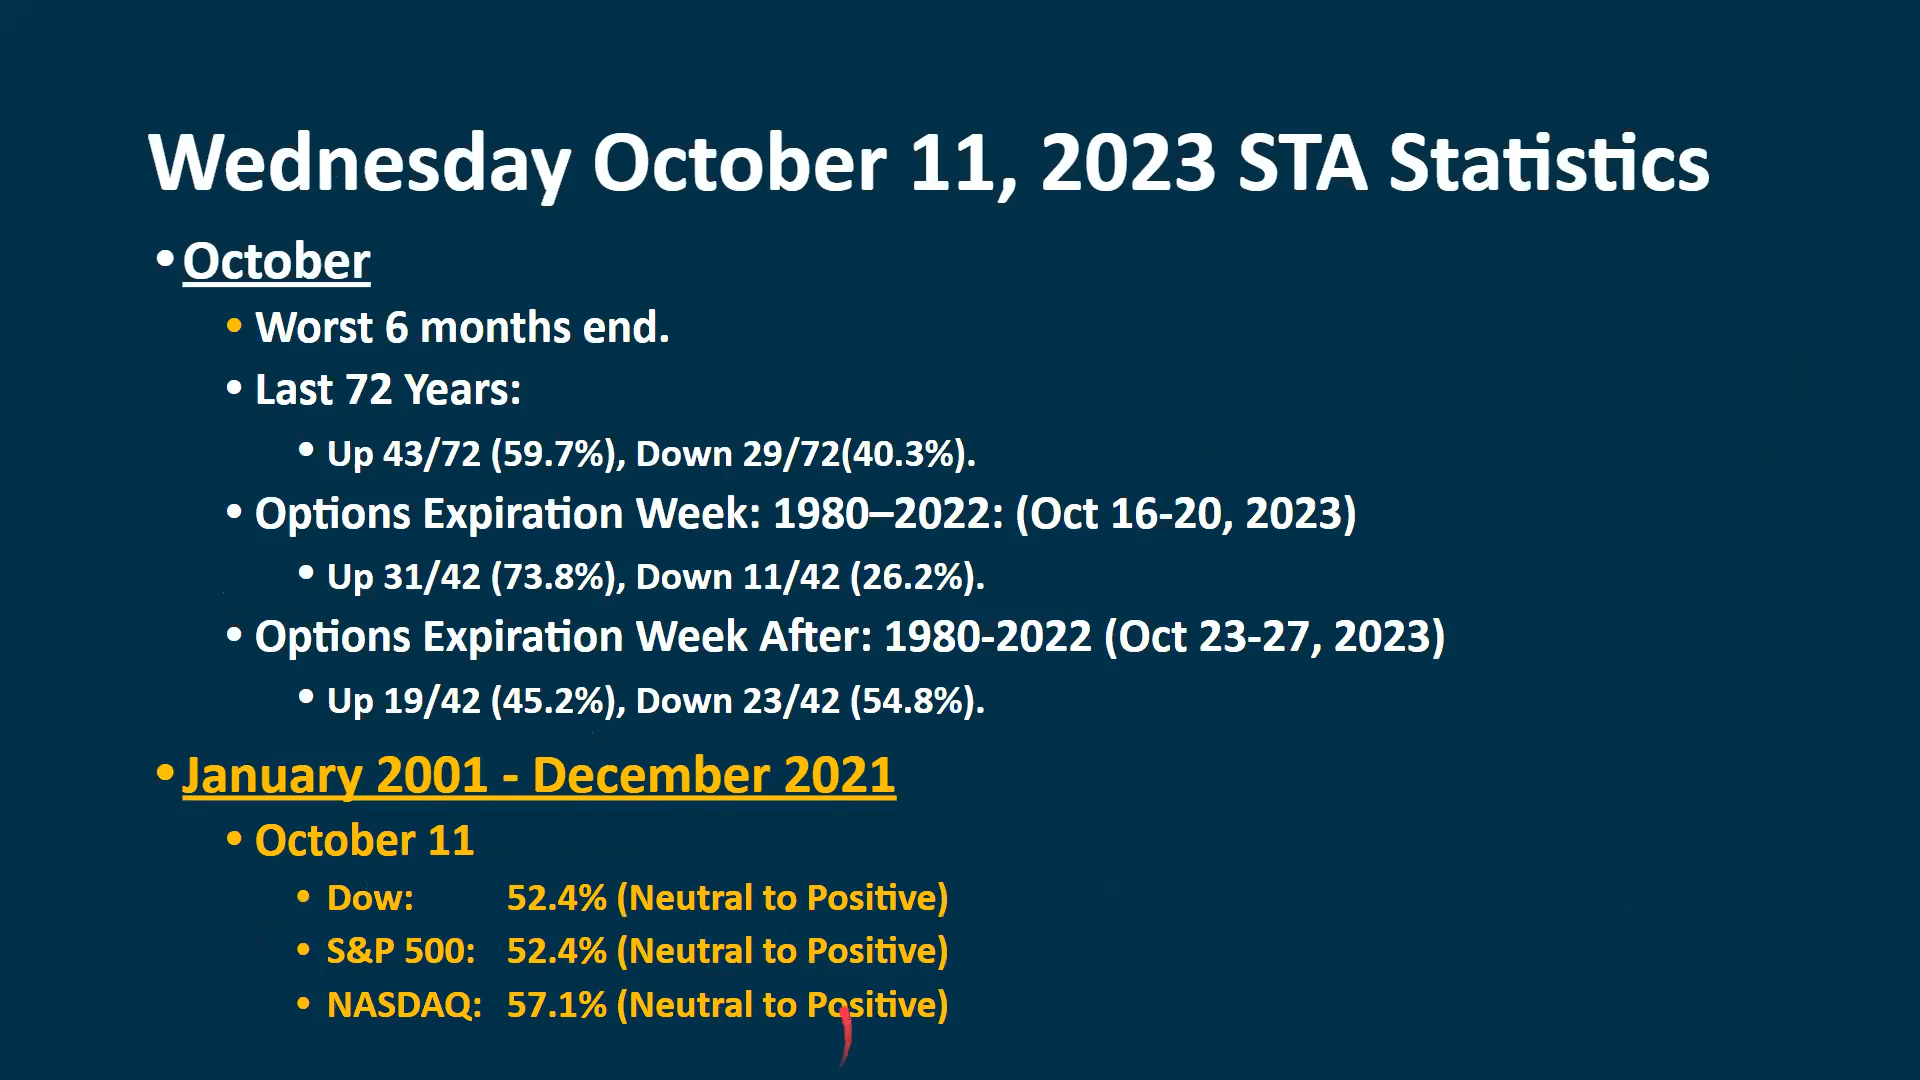 Wednesday October 11, 2023 STA Statistics
• October
• Worst 6 months end.
• Last 72 Years:
• Up 43/72 (59.7%), Down 29/72(40.3%).
• Options Expiration Week: 1980–2022: (Oct 16-20, 2023)
• Up 31/42 (73.8%), Down 11/42 (26.2%).
• Options Expiration Week After: 1980-2022 (Oct 23-27, 2023)
• Up 19/42 (45.2%), Down 23/42 (54.8%).
• January 2001 - December 2021
• October 11
• Dow: 52.4% (Neutral to Positive)
• S&P 500: 52.4% (Neutral to Positive)
• NASDAQ: 57.1% (Neutral to Positive)